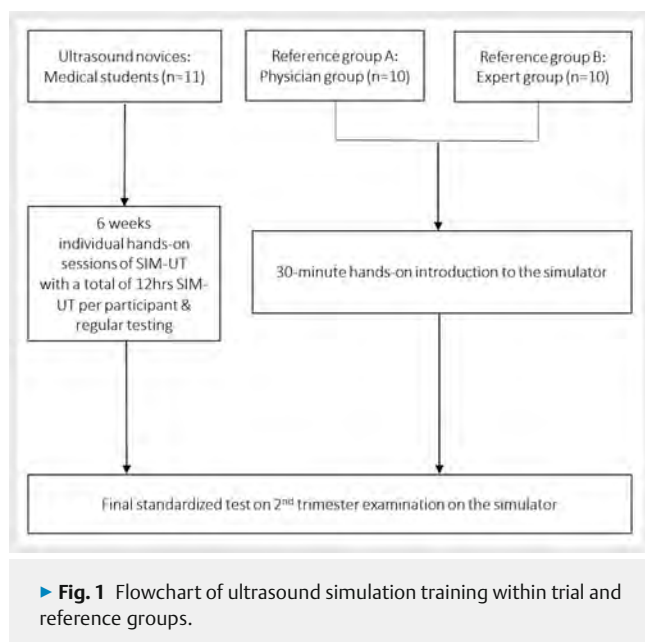 Ultrasound novices:
Medical students (n=11)
Reference group A:
Physician group (n=10)
Reference group B:
Expert group (n=10)
6 weeks
individual hands-on
sessions of SIM-UT
with a total of 12hrs SIM-
UT per participant &
regular testing
30-minute hands-on introduction to the simulator
Final standardized test on 2nd trimester examination on the simulator
▶ Fig. 1 Flowchart of ultrasound simulation training within trial and
reference groups.